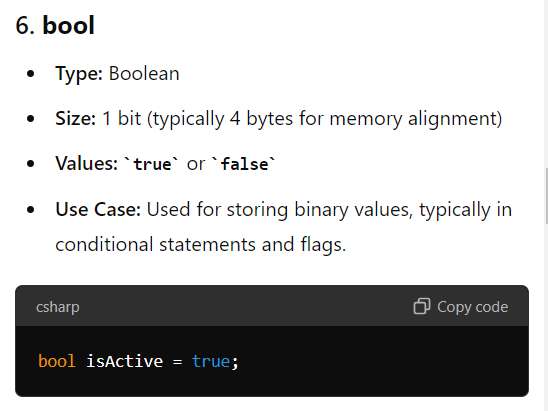 6. bool
• Type: Boolean
• Size: 1 bit (typically 4 bytes for memory alignment)
• Values: `true` or `false`
• Use Case: Used for storing binary values, typically in
conditional statements and flags.
csharp Copy code
bool isActive = true;